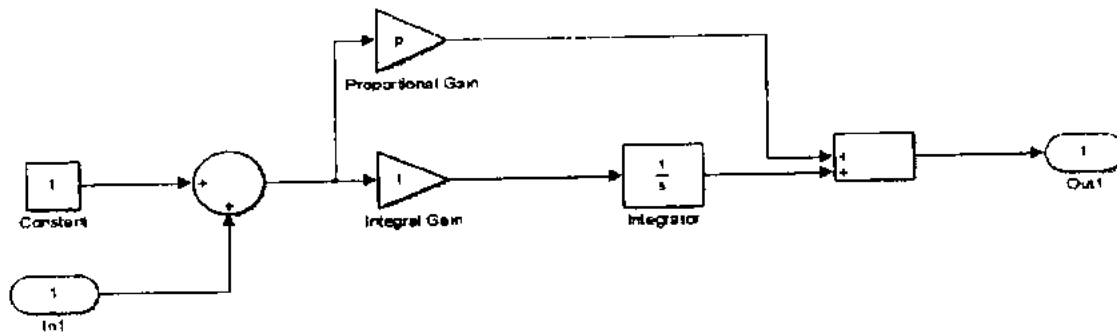 P
Proportional Gain
1
Constant
+
+
I
Integral Gain
1
s
Integrator
+
+
1
Out1
1
In1